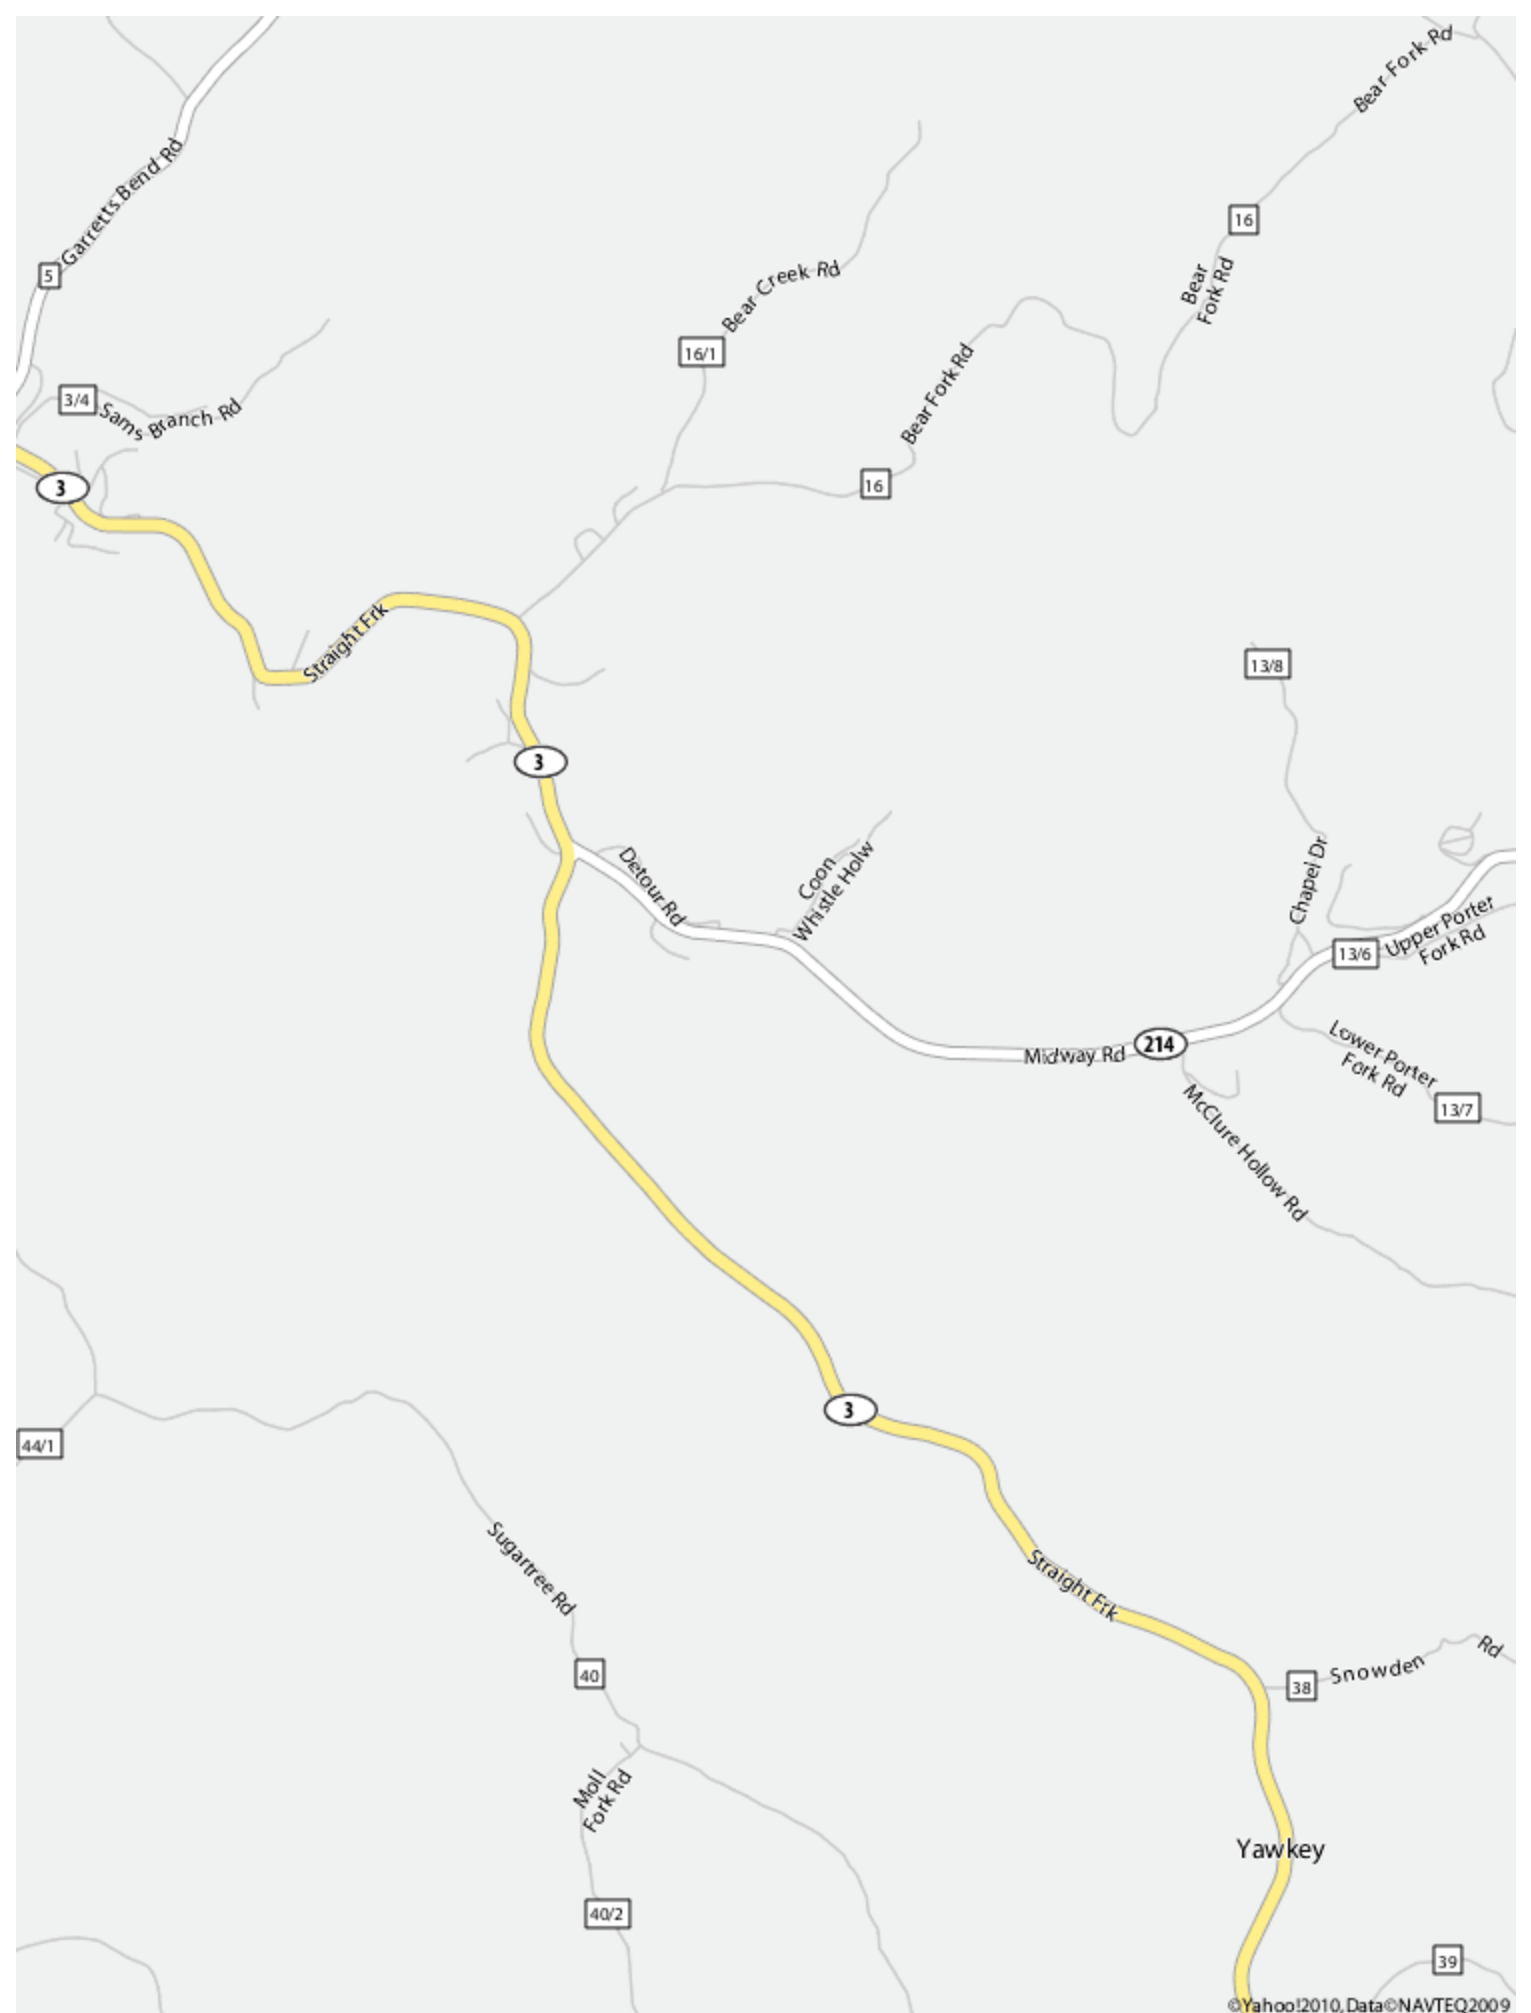 Bear Fork Rd
Garretts Bend Rd
16
5
Bear Creek Rd
Bear
Fork Rd
16/1
Bear Fork Rd
3/4
Sams Branch Rd
16
3
Straight Frk
13/8
3
Detour Rd
Coon
Whistle Holw
Chapel Dr
13/6
Upper Porter
Fork Rd
Midway Rd
214
Lower Porter
Fork Rd
13/7
McClure Hollow Rd
3
44/1
Sugartree Rd
Straight Frk
40
38
Snowden
Rd
Moll
Fork Rd
Yawkey
40/2
39
©Yahoo!2010, Data©NAVTEQ2009